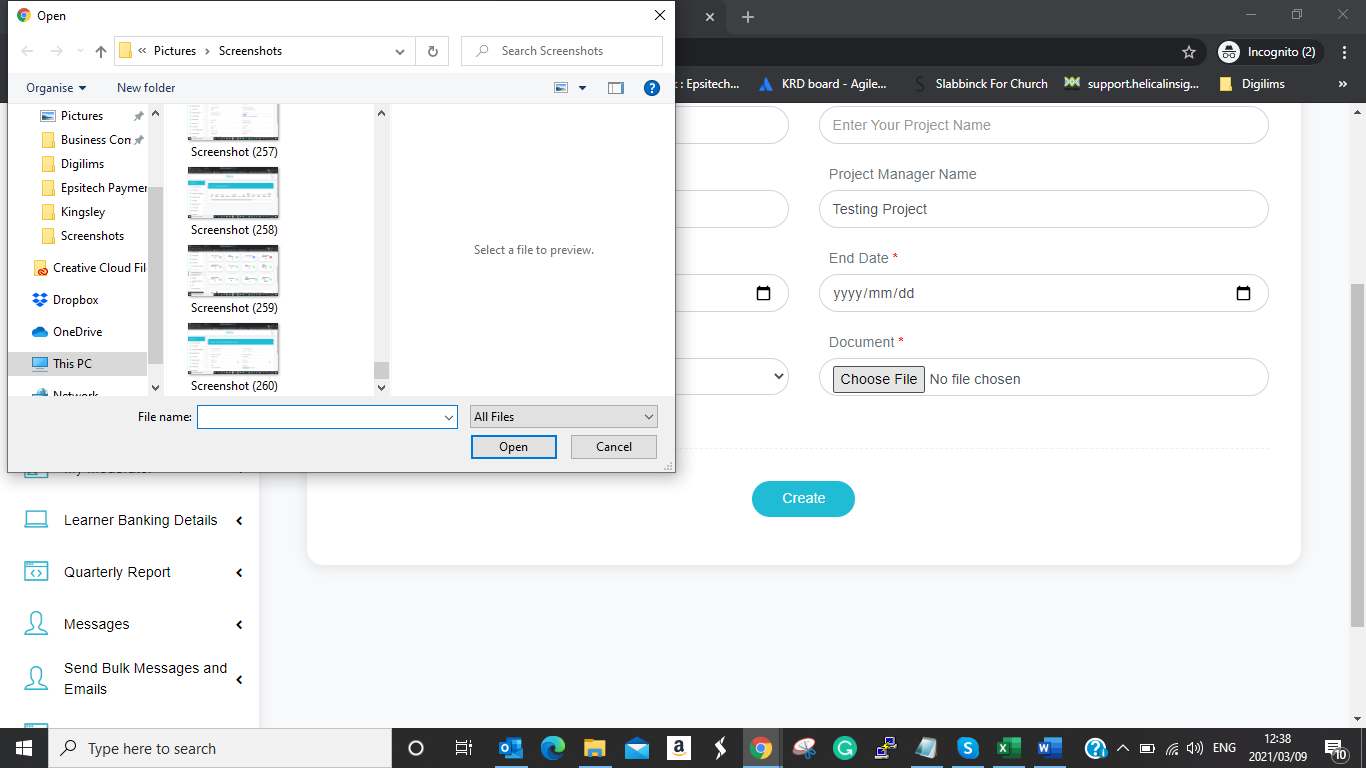 Open
Pictures
Screenshots
Search Screenshots
Organise
New folder
Pictures
Business Con
Digilims
Epsitech Paymer
Kingsley
Screenshots
Creative Cloud Fil
Dropbox
OneDrive
This PC
Network
Screenshot (257)
Screenshot (258)
Screenshot (259)
Screenshot (260)
Select a file to preview.
File name:
All Files
Open
Cancel
Incognito (2)
: Epsitech...
KRD board - Agile...
Slabbinck For Church
support.helicalinsig...
Digilims
Enter Your Project Name
Project Manager Name
Testing Project
End Date *
yyyy/mm/dd
Document *
Choose File No file chosen
Create
Learner Banking Details
Quarterly Report
Messages
Send Bulk Messages and
Emails
Type here to search
ENG
12:38
2021/03/09
10